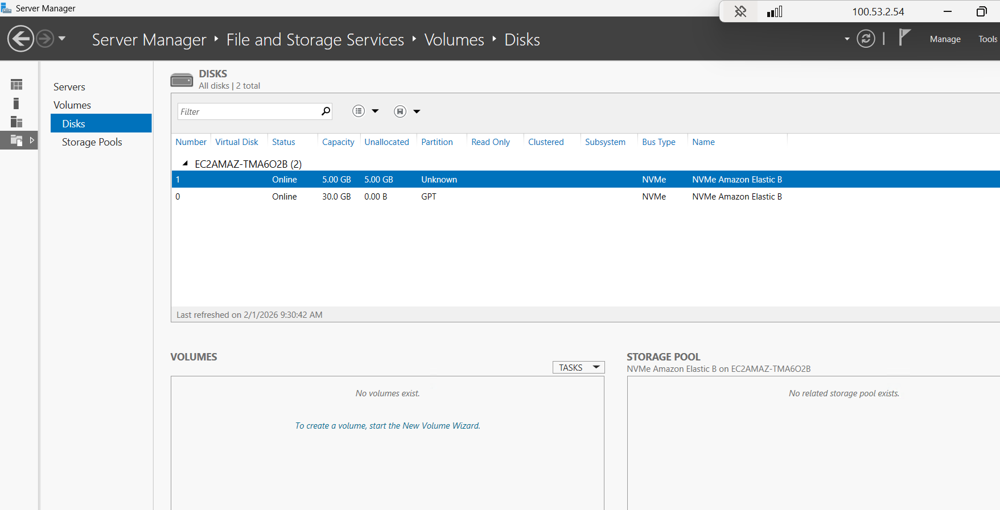 Server Manager
100.53.2.54
Server Manager ‣ File and Storage Services ‣ Volumes ‣ Disks
Manage
Tools
Servers
Volumes
Disks
Storage Pools
DISKS
All disks | 2 total
Filter
Number Virtual Disk Status Capacity Unallocated Partition Read Only Clustered Subsystem Bus Type Name
EC2AMAZ-TMA6O2B (2)
1 Online 5.00 GB 5.00 GB Unknown NVMe NVMe Amazon Elastic B
0 Online 30.0 GB 0.00 B GPT NVMe NVMe Amazon Elastic B
Last refreshed on 2/1/2026 9:30:42 AM
VOLUMES
TASKS
No volumes exist.
To create a volume, start the New Volume Wizard.
STORAGE POOL
NVMe Amazon Elastic B on EC2AMAZ-TMA6O2B
No related storage pool exists.